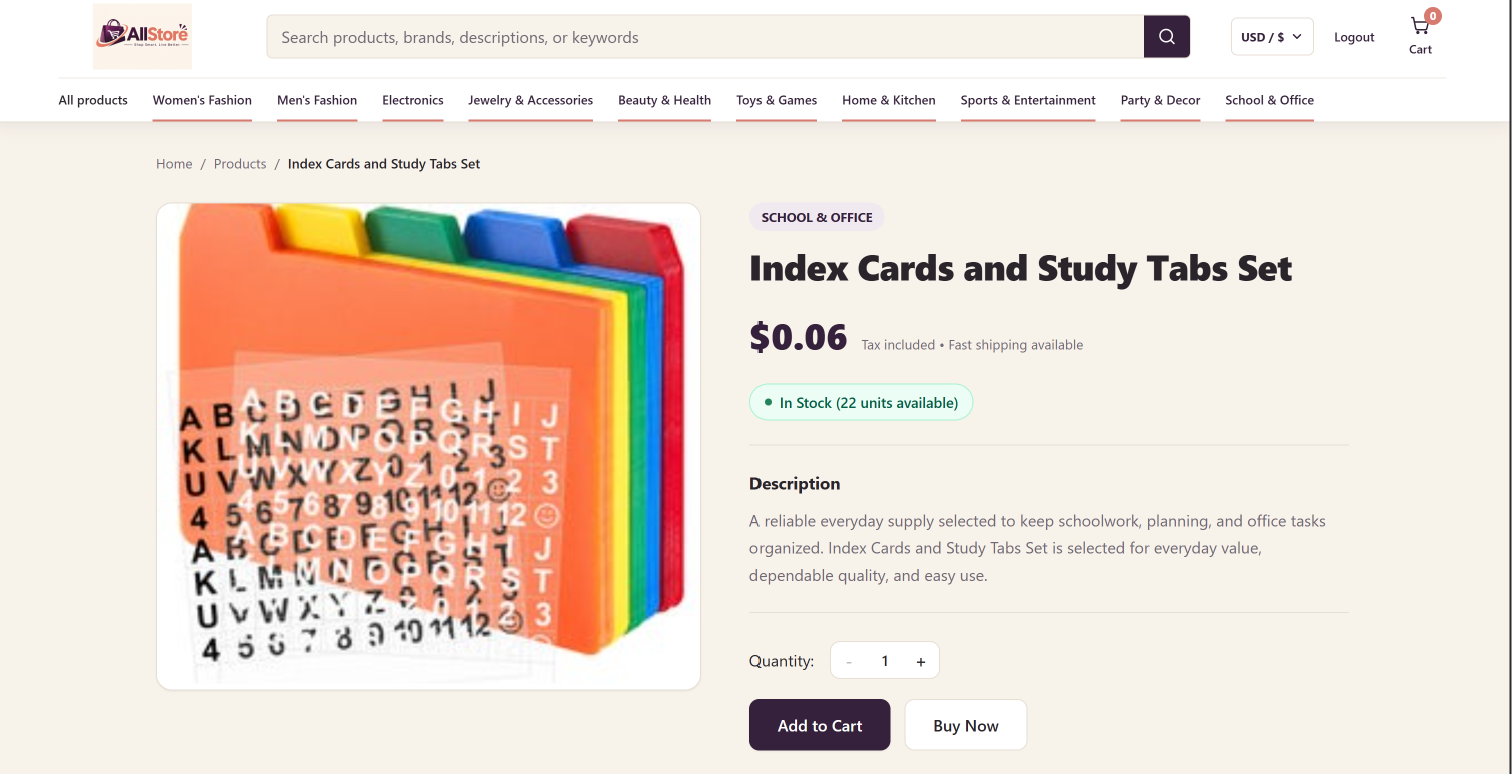 AllStore
Shop Smart. Live Better.
Search products, brands, descriptions, or keywords
USD / $
Logout
0
Cart
All products
Women's Fashion
Men's Fashion
Electronics
Jewelry & Accessories
Beauty & Health
Toys & Games
Home & Kitchen
Sports & Entertainment
Party & Decor
School & Office
Home / Products / Index Cards and Study Tabs Set
SCHOOL & OFFICE
Index Cards and Study Tabs Set
$0.06 Tax included • Fast shipping available
In Stock (22 units available)
Description
A reliable everyday supply selected to keep schoolwork, planning, and office tasks
organized. Index Cards and Study Tabs Set is selected for everyday value,
dependable quality, and easy use.
Quantity: - 1 +
Add to Cart
Buy Now